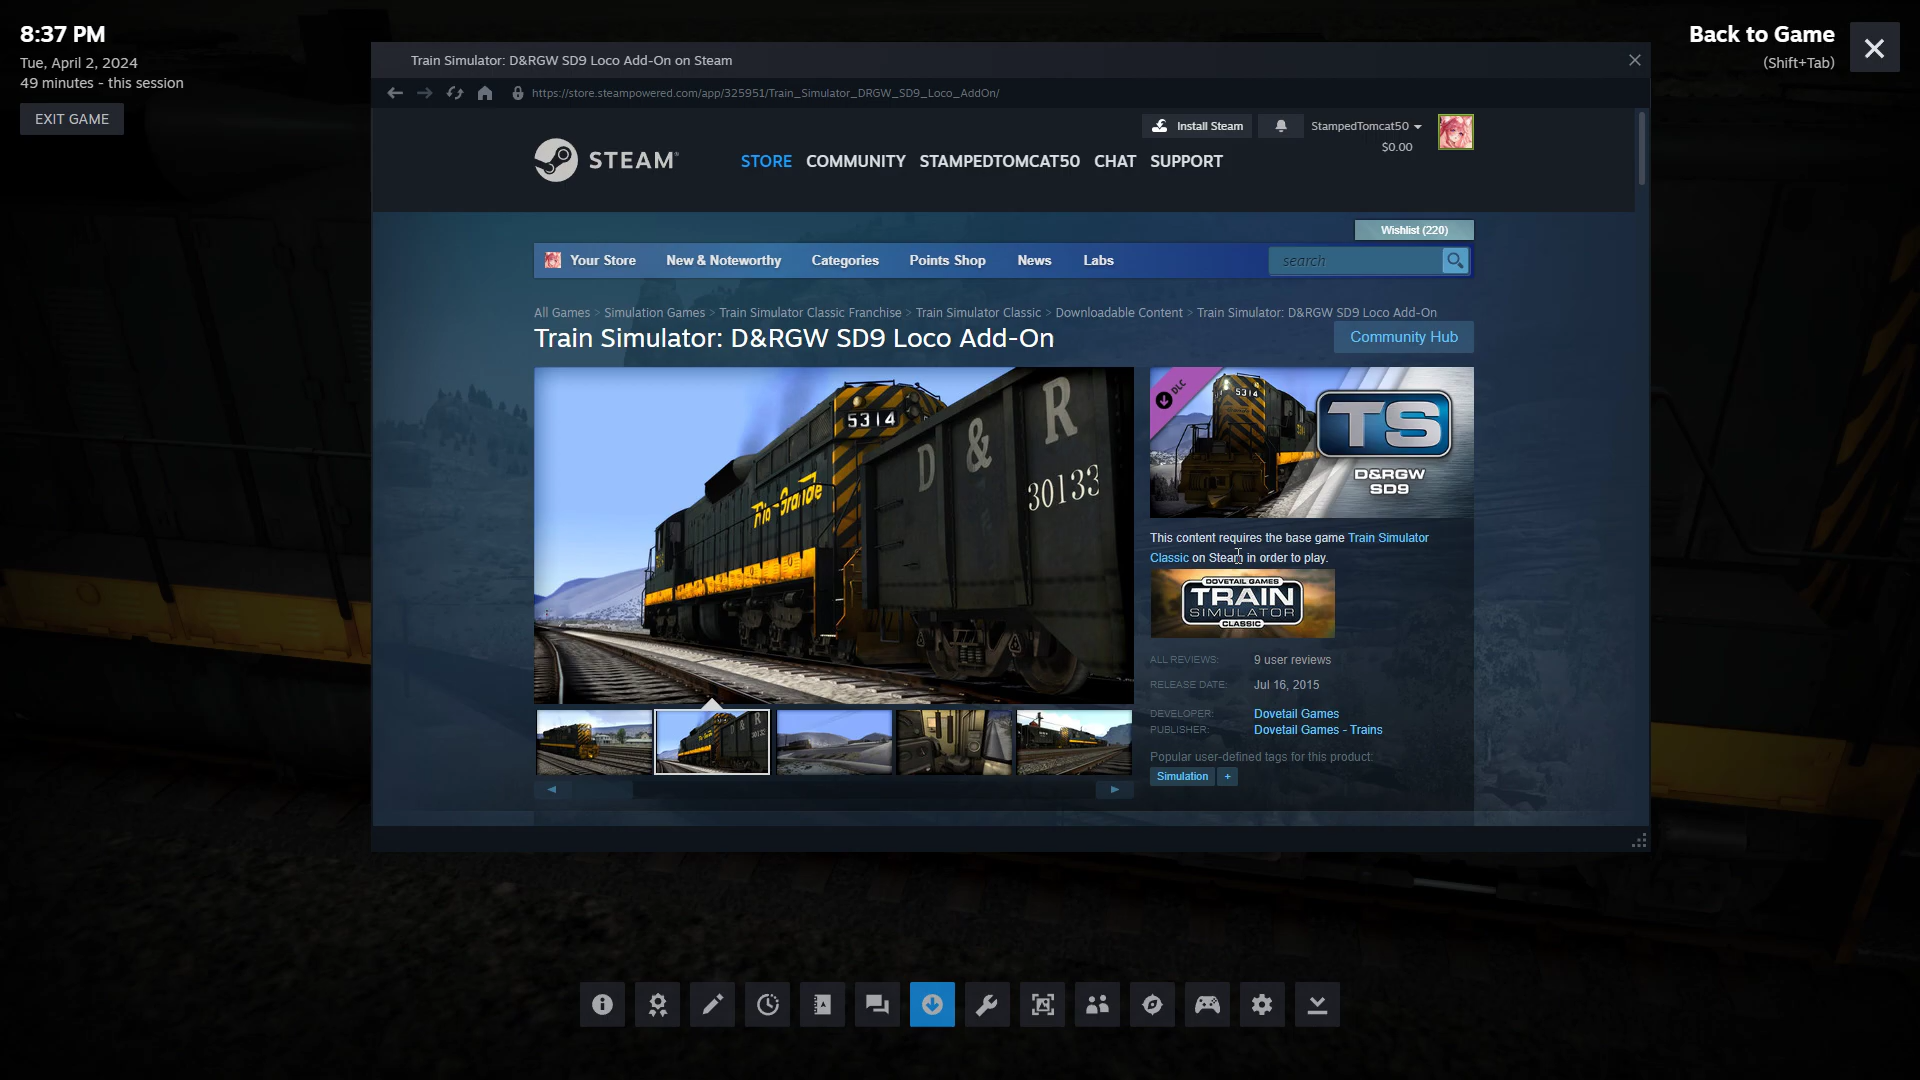 8:37 PM
Tue, April 2, 2024
49 minutes - this session
EXIT GAME
Back to Game
(Shift+Tab)
Train Simulator: D&RGW SD9 Loco Add-On on Steam
https://store.steampowered.com/app/325951/Train_Simulator_DRGW_SD9_Loco_AddOn/
Install Steam
StampedTomcat50
$0.00
STEAM
STORE COMMUNITY STAMPEDTOMCAT50 CHAT SUPPORT
Wishlist (220)
Your Store New & Noteworthy Categories Points Shop News Labs
search
All Games > Simulation Games > Train Simulator Classic Franchise > Train Simulator Classic > Downloadable Content > Train Simulator: D&RGW SD9 Loco Add-On
Train Simulator: D&RGW SD9 Loco Add-On
Community Hub
5314
D & R
30133
Rio Grande
DLC
5314
TS
D&RGW
SD9
This content requires the base game Train Simulator
Classic on Steam in order to play.
DOVETAIL GAMES
TRAIN
SIMULATOR
CLASSIC
ALL REVIEWS: 9 user reviews
RELEASE DATE: Jul 16, 2015
DEVELOPER: Dovetail Games
PUBLISHER: Dovetail Games - Trains
Popular user-defined tags for this product:
Simulation +